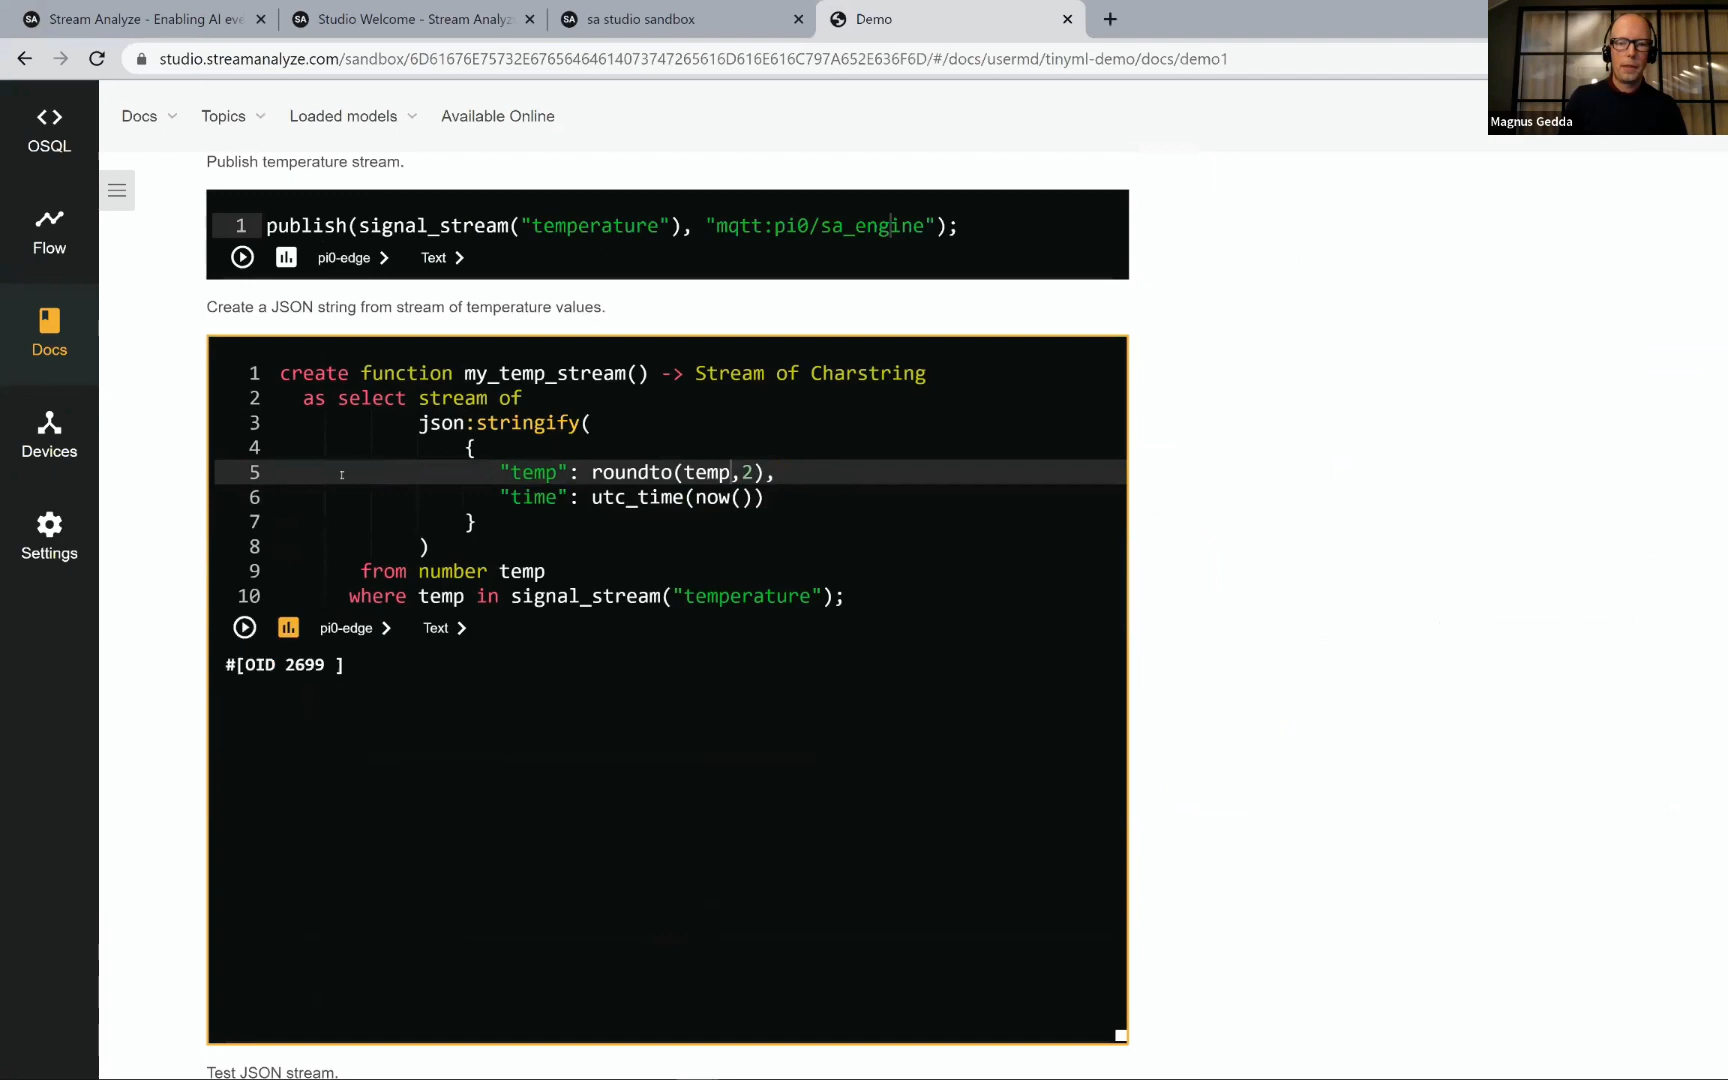 Stream Analyze - Enabling AI eve
Studio Welcome - Stream Analyz
sa studio sandbox
Demo
studio.streamanalyze.com/sandbox/6D61676E75732E67656464614073747265616D616E616C797A652E636F6D/#/docs/usermd/tinyml-demo/docs/demo1
Magnus Gedda
OSQL
Flow
Docs
Devices
Settings
Docs
Topics
Loaded models
Available Online
Publish temperature stream.
1 publish(signal_stream("temperature"), "mqtt:pi0/sa_engine");
pi0-edge
Text
Create a JSON string from stream of temperature values.
1 create function my_temp_stream() -> Stream of Charstring
2 as select stream of
3 json:stringify(
4 {
5 "temp": roundto(temp,2),
6 "time": utc_time(now())
7 }
8 )
9 from number temp
10 where temp in signal_stream("temperature");
pi0-edge
Text
#[OID 2699 ]
Test JSON stream.